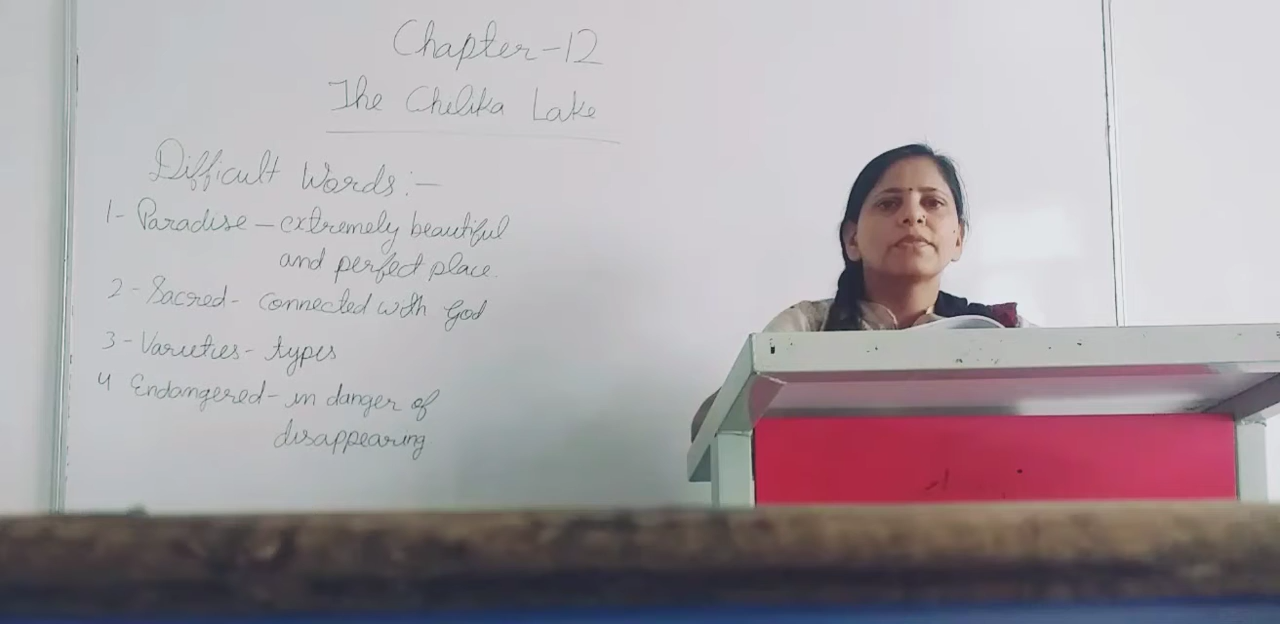 Chapter-12
The Chelika Lake
Difficult Words:-
1- Paradise - extremely beautiful
and perfect place.
2- Sacred - connected with God
3- Varieties - types
4 Endangered - in danger of
disappearing